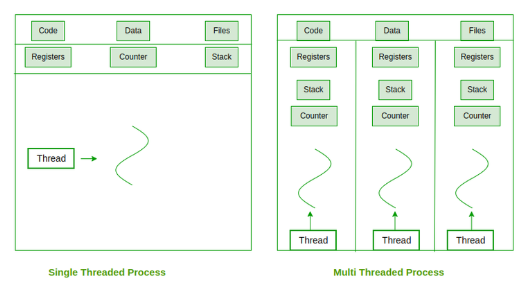 Code Data Files
Registers Counter Stack
Thread
Single Threaded Process
Code Data Files
Registers Registers Registers
Stack Stack Stack
Counter Counter Counter
Thread Thread Thread
Multi Threaded Process